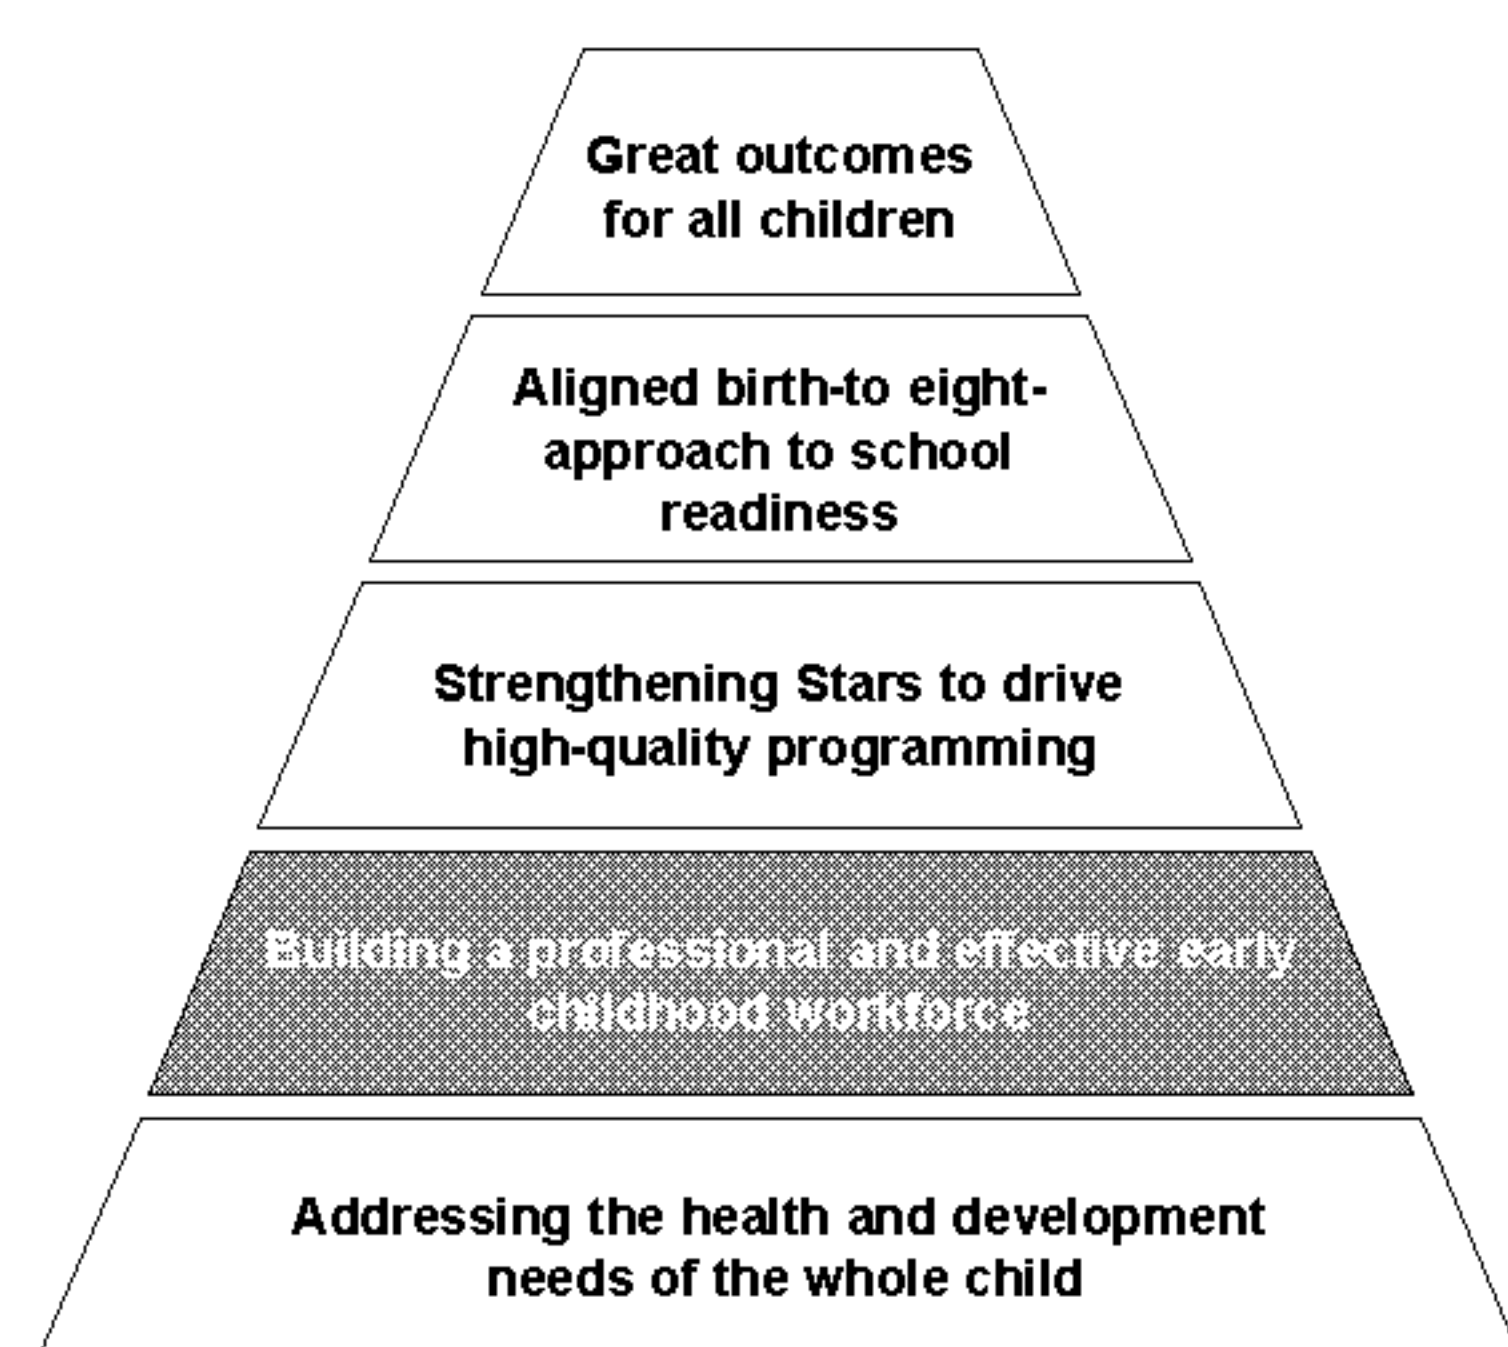 Great outcomes
for all children
Aligned birth-to eight-
approach to school
readiness
Strengthening Stars to drive
high-quality programming
Building a professional and effective early
childhood workforce
Addressing the health and development
needs of the whole child